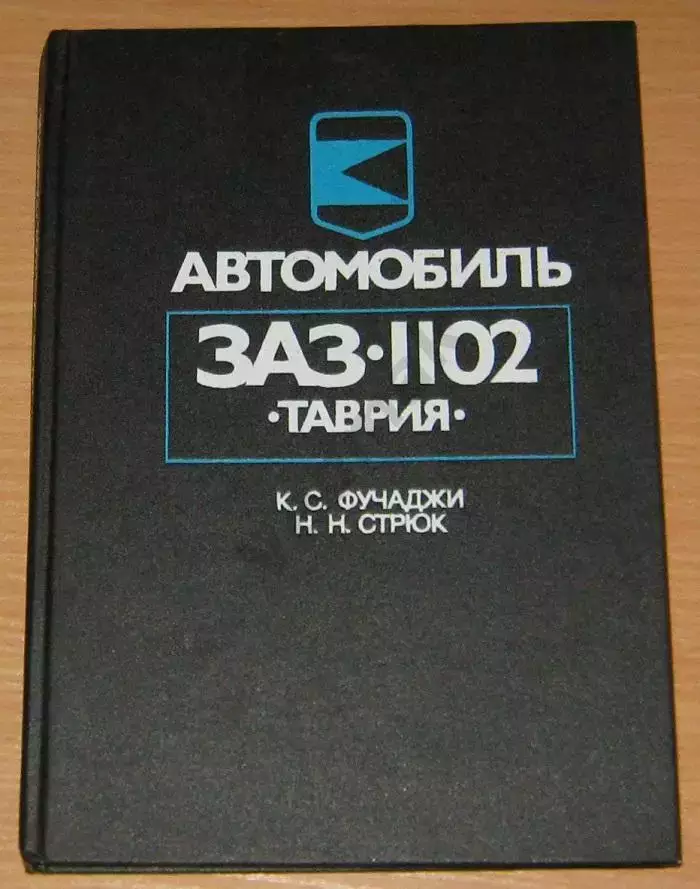 АВТОМОБИЛЬ
ЗАЗ·1102
·ТАВРИЯ·
К. С. ФУЧАДЖИ
Н. Н. СТРЮК